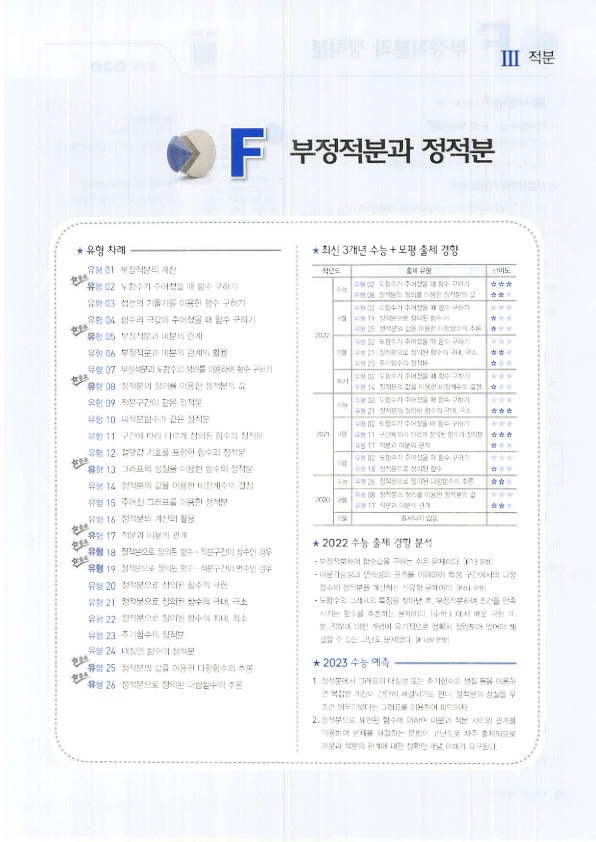 III 적분
F 부정적분과 정적분
★ 유형 차례
유형 01 부정적분의 계산
유형 02 도함수가 주어졌을 때 함수 구하기
유형 03 접선의 기울기를 이용한 함수 구하기
유형 04 함수의 극값이 주어졌을 때 함수 구하기
유형 05 부정적분과 미분의 관계
유형 06 부정적분과 미분의 관계의 활용
유형 07 부정적분과 도함수의 정의를 이용하여 함수 구하기
유형 08 정적분의 정의를 이용한 정적분의 값
유형 09 적분구간이 같은 정적분
유형 10 피적분함수가 같은 정적분
유형 11 구간에 따라 다르게 정의된 함수의 정적분
유형 12 절댓값 기호를 포함한 함수의 정적분
유형 13 그래프의 성질을 이용한 함수의 정적분
유형 14 정적분의 값을 이용한 미정계수의 결정
유형 15 주어진 그래프를 이용한 정적분
유형 16 정적분의 계산의 활용
유형 17 적분과 미분의 관계
유형 18 정적분으로 정의된 함수 - 적분구간이 상수인 경우
유형 19 정적분으로 정의된 함수 - 적분구간이 변수인 경우
유형 20 정적분으로 정의된 함수의 극한
유형 21 정적분으로 정의된 함수의 극대, 극소
유형 22 정적분으로 정의된 함수의 최대, 최소
유형 23 주기함수의 정적분
유형 24 대칭인 함수의 정적분
유형 25 정적분의 값을 이용한 다항함수의 추론
유형 26 정적분으로 정의된 다항함수의 추론
★ 최신 3개년 수능+모평 출제 경향
학년도 출제 유형 난이도
2022 수능 유형 02 도함수가 주어졌을 때 함수 구하기 ★★★
유형 08 정적분의 정의를 이용한 정적분의 값 ★★★
9월 유형 02 도함수가 주어졌을 때 함수 구하기 ★★★
유형 19 정적분으로 정의된 함수 ★★★
유형 25 정적분의 값을 이용한 다항함수의 추론 ★★★
6월 유형 02 도함수가 주어졌을 때 함수 구하기 ★★★
유형 21 정적분으로 정의된 함수의 극대, 극소 ★★★
유형 23 주기함수의 정적분 ★★★
예시 유형 02 도함수가 주어졌을 때 함수 구하기 ★★★
유형 14 정적분의 값을 이용한 미정계수의 결정 ★★★
2021 수능 유형 02 도함수가 주어졌을 때 함수 구하기 ★★★
유형 21 정적분으로 정의된 함수의 극대, 극소 ★★★
9월 유형 02 도함수가 주어졌을 때 함수 구하기 ★★★
유형 11 구간에 따라 다르게 정의된 함수의 정적분 ★★★
유형 17 적분과 미분의 관계 ★★★
6월 유형 02 도함수가 주어졌을 때 함수 구하기 ★★★
유형 18 정적분으로 정의된 함수 ★★★
2020 수능 유형 26 정적분으로 정의된 다항함수의 추론 ★★★
9월 유형 08 정적분의 정의를 이용한 정적분의 값 ★★★
유형 17 적분과 미분의 관계 ★★★
6월 출제되지 않음
★ 2022 수능 출제 경향 분석
• 부정적분하여 함숫값을 구하는 쉬운 문제이다. [F13 문항]
• 미분가능성과 연속성의 관계를 이해하여 특정 구간에서의 다항
함수의 정적분을 계산하는 신유형 문제이다. [F61 문항]
• 도함수의 그래프의 특징을 찾아낸 후, 부정적분하여 조건을 만족
시키는 함수를 추론하는 문제이다. [수학 II]에서 배운 극한, 미
분, 적분에 대한 개념이 유기적으로 정확히 정립되어 있어야 해
결할 수 있는 고난도 문제였다. [F169 문항]
★ 2023 수능 예측
1. 정적분에서 그래프의 대칭성 또는 주기함수의 성질 등을 이용하
면 복잡한 계산이 간단히 해결되기도 한다. 정적분의 성질을 무
조건 외우기보다는 그래프를 이용하여 파악하자.
2. 정적분으로 표현된 함수에 대하여 미분과 적분 사이의 관계를
이용하여 문제를 해결하는 문항이 고난도로 자주 출제되므로
미분과 적분의 관계에 대한 정확한 개념 이해가 요구된다.